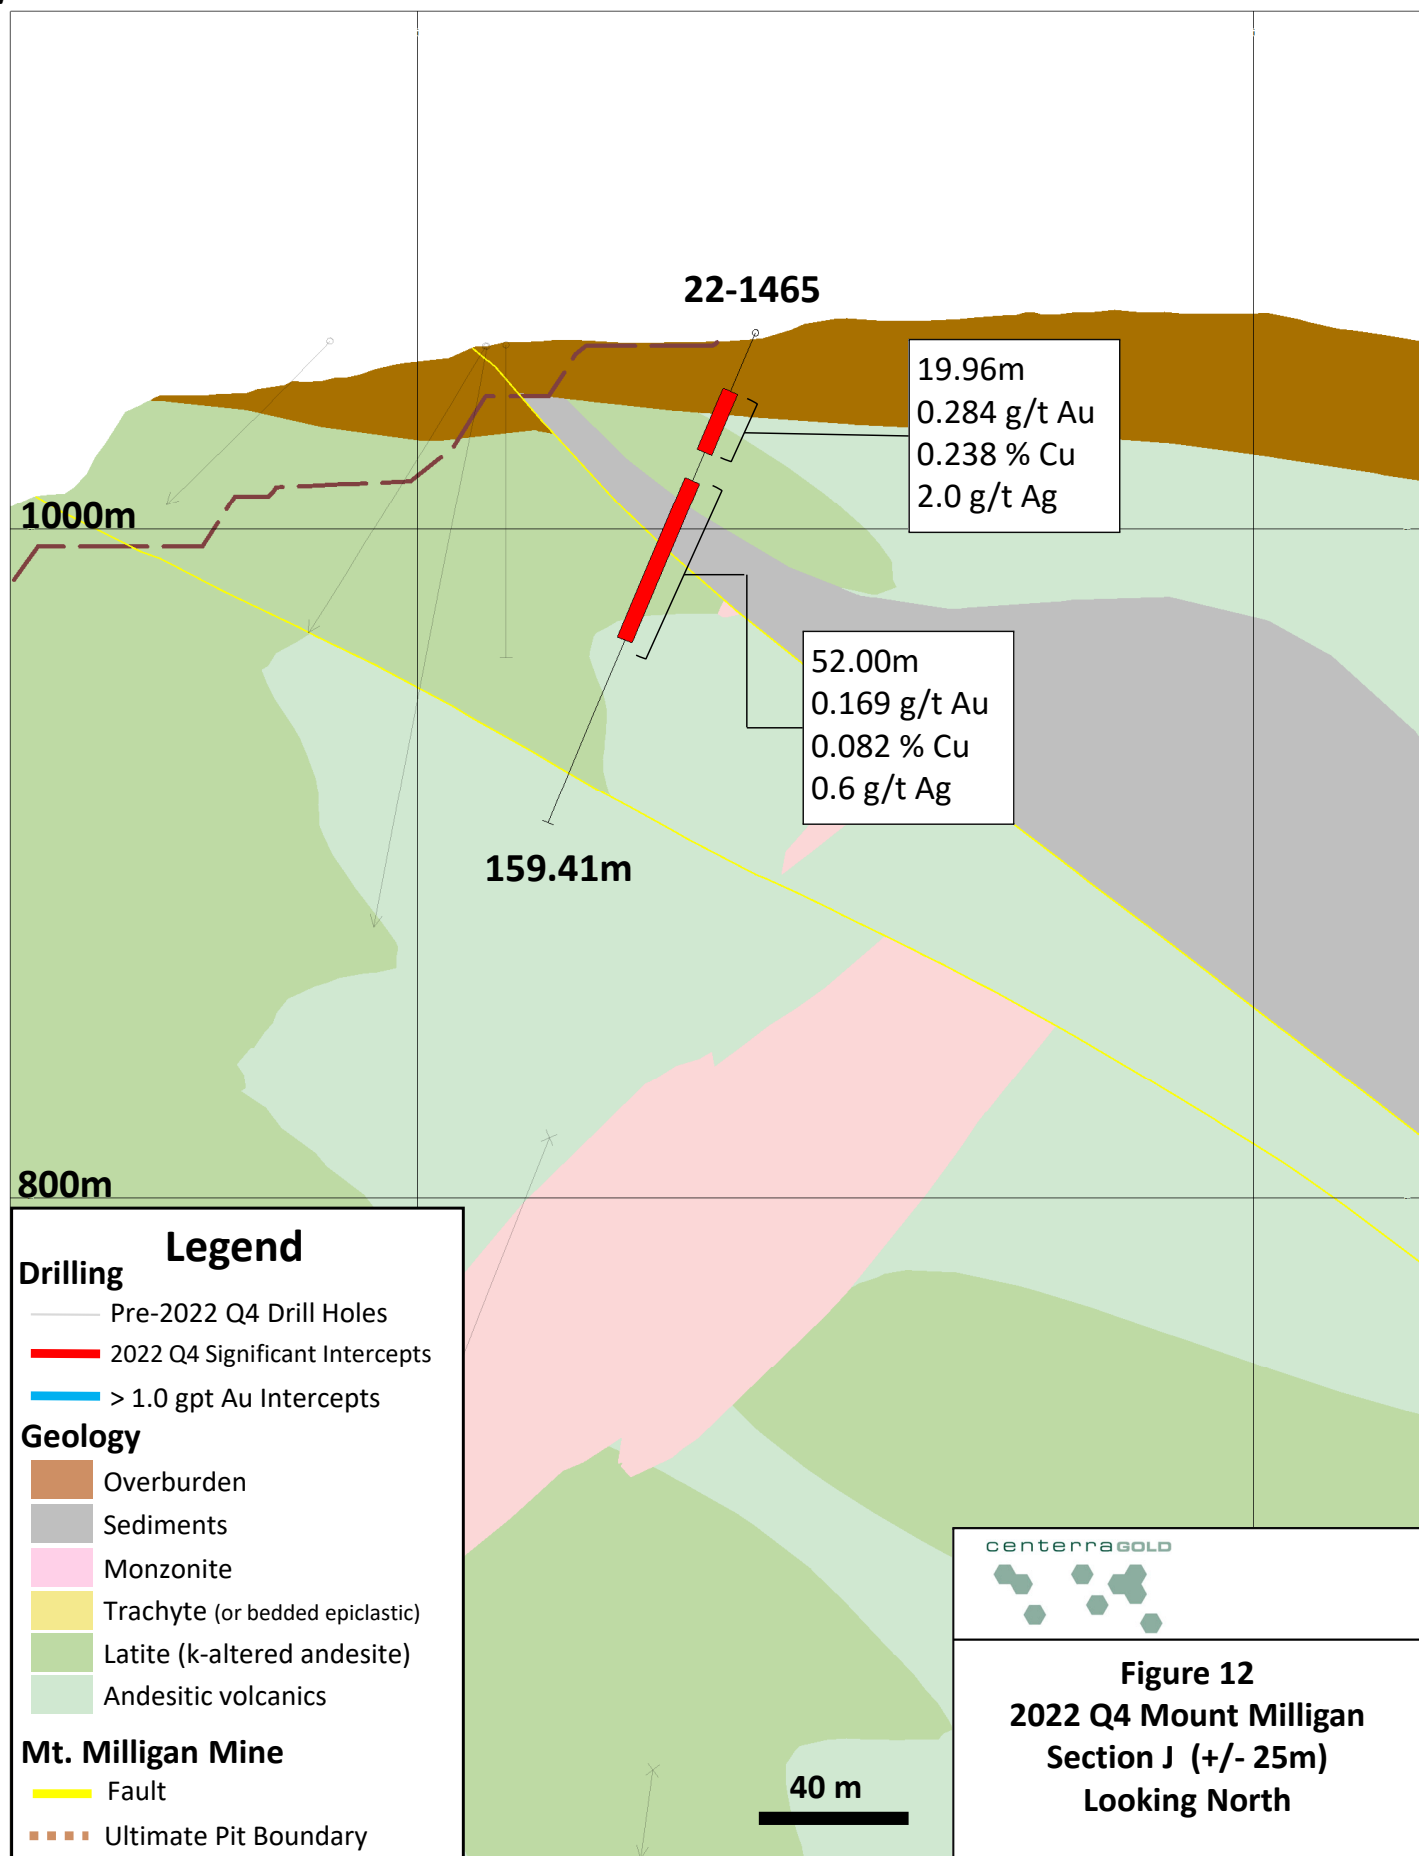 22-1465
19.96m
0.284 g/t Au
0.238 % Cu
2.0 g/t Ag
1000m
52.00m
0.169 g/t Au
0.082 % Cu
0.6 g/t Ag
159.41m
800m
Legend
Drilling
Pre-2022 Q4 Drill Holes
2022 Q4 Significant Intercepts
> 1.0 gpt Au Intercepts
Geology
Overburden
Sediments
Monzonite
Trachyte (or bedded epiclastic)
Latite (k-altered andesite)
Andesitic volcanics
Mt. Milligan Mine
Fault
Ultimate Pit Boundary
40 m
centerraGOLD
Figure 12
2022 Q4 Mount Milligan
Section J (+/- 25m)
Looking North